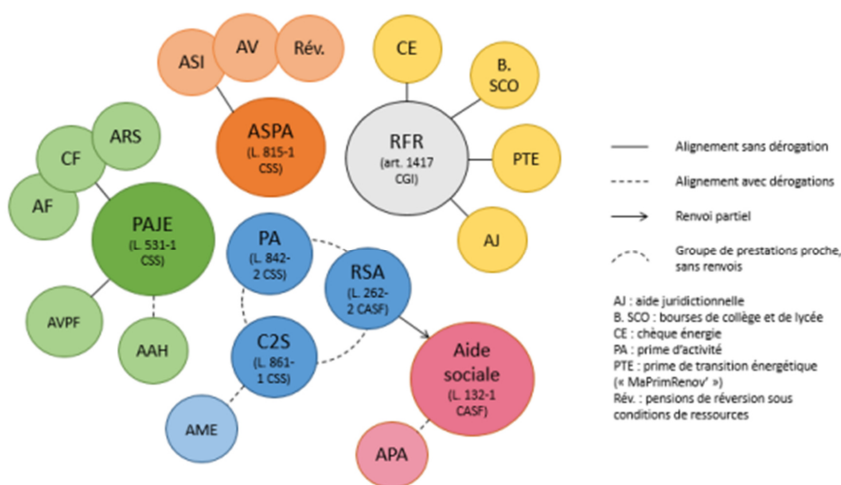 ASI
AV
Rév.
ASPA
(L. 815-1
CSS)
CE
B.
SCO
RFR
(art. 1417
CGI)
PTE
AJ
ARS
CF
AF
PAJE
(L. 531-1
CSS)
AVPF
AAH
PA
(L. 842-
2 CSS)
RSA
(L. 262-
2 CASF)
C2S
(L. 861-
1 CSS)
AME
Aide
sociale
(L. 132-1
CASF)
APA
Alignement sans dérogation
Alignement avec dérogations
Renvoi partiel
Groupe de prestations proche,
sans renvois
AJ : aide juridictionnelle
B. SCO : bourses de collège et de lycée
CE : chèque énergie
PA : prime d'activité
PTE : prime de transition énergétique
(« MaPrimRenov' »)
Rév. : pensions de réversion sous
conditions de ressources